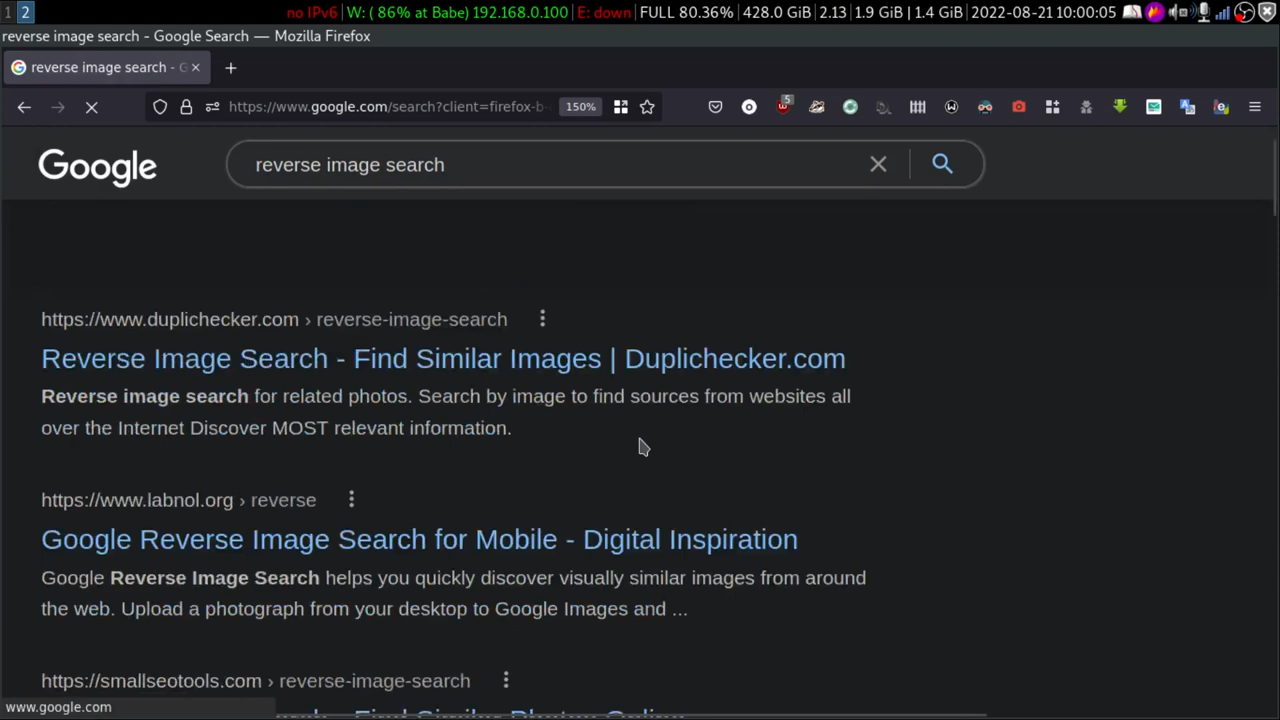 1 2 no IPv6 | W: ( 86% at Babe) 192.168.0.100 | E: down | FULL 80.36% | 428.0 GiB | 2.13 | 1.9 GiB | 1.4 GiB | 2022-08-21 10:00:05
reverse image search - Google Search — Mozilla Firefox
reverse image search - G
https://www.google.com/search?client=firefox-b- 150% 5
Google reverse image search
https://www.duplichecker.com › reverse-image-search
Reverse Image Search - Find Similar Images | Duplichecker.com
Reverse image search for related photos. Search by image to find sources from websites all
over the Internet Discover MOST relevant information.
https://www.labnol.org › reverse
Google Reverse Image Search for Mobile - Digital Inspiration
Google Reverse Image Search helps you quickly discover visually similar images from around
the web. Upload a photograph from your desktop to Google Images and ...
https://smallseotools.com › reverse-image-search
www.google.com